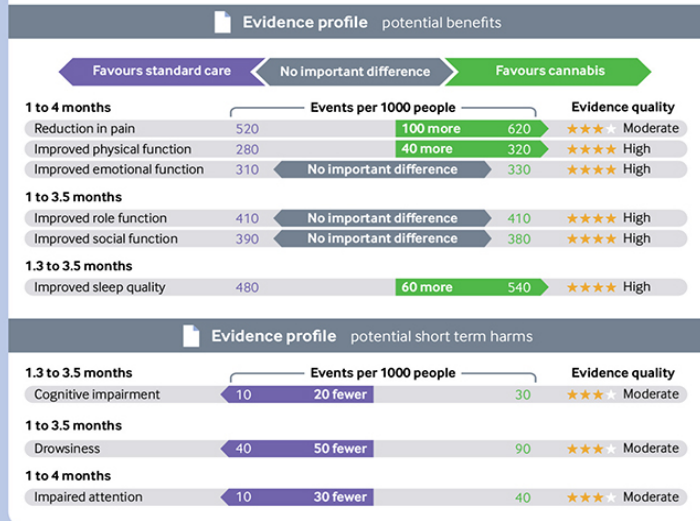 Evidence profile potential benefits
Favours standard care No important difference Favours cannabis
1 to 4 months Events per 1000 people Evidence quality
Reduction in pain 520 100 more 620 Moderate
Improved physical function 280 40 more 320 High
Improved emotional function 310 No important difference 330 High
1 to 3.5 months
Improved role function 410 No important difference 410 High
Improved social function 390 No important difference 380 High
1.3 to 3.5 months
Improved sleep quality 480 60 more 540 High
Evidence profile potential short term harms
1.3 to 3.5 months Events per 1000 people Evidence quality
Cognitive impairment 10 20 fewer 30 Moderate
1 to 3.5 months
Drowsiness 40 50 fewer 90 Moderate
1 to 4 months
Impaired attention 10 30 fewer 40 Moderate